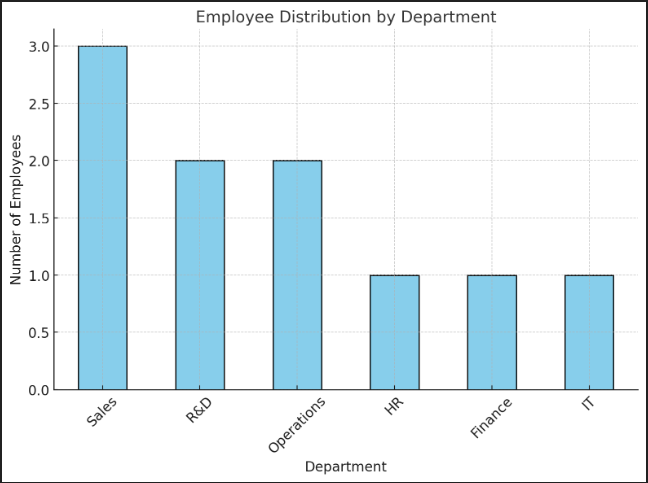 Employee Distribution by Department
Number of Employees
3.0
2.5
2.0
1.5
1.0
0.5
0.0
Sales
R&D
Operations
HR
Finance
IT
Department